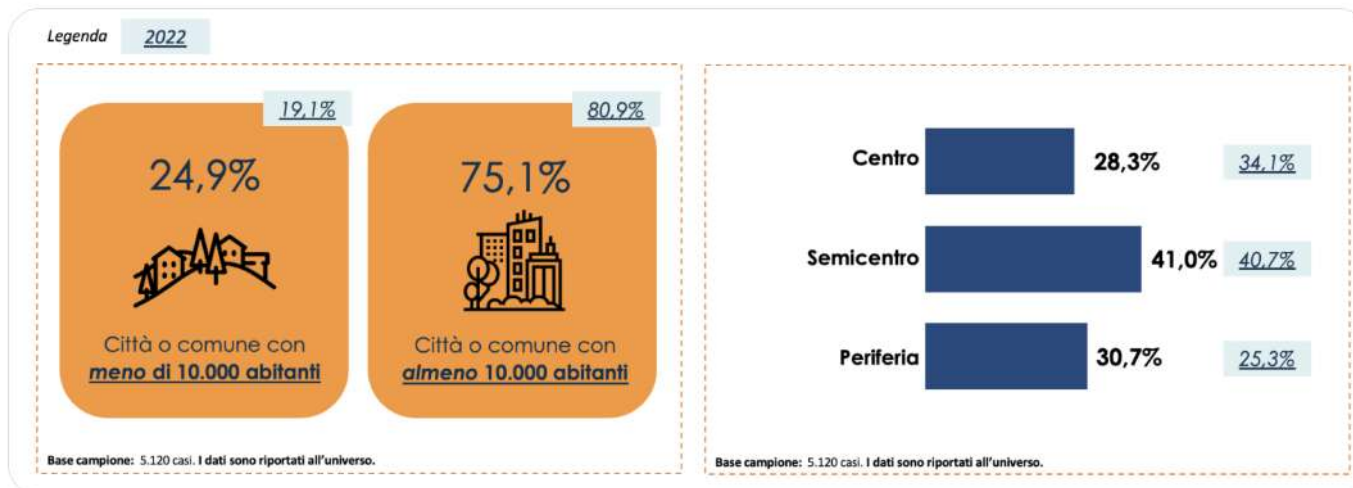 Legenda 2022
19,1%
24,9%
Città o comune con
meno di 10.000 abitanti
80,9%
75,1%
Città o comune con
almeno 10.000 abitanti
Base campione: 5.120 casi. I dati sono riportati all'universo.
Centro 28,3% 34,1%
Semicentro 41,0% 40,7%
Periferia 30,7% 25,3%
Base campione: 5.120 casi. I dati sono riportati all'universo.